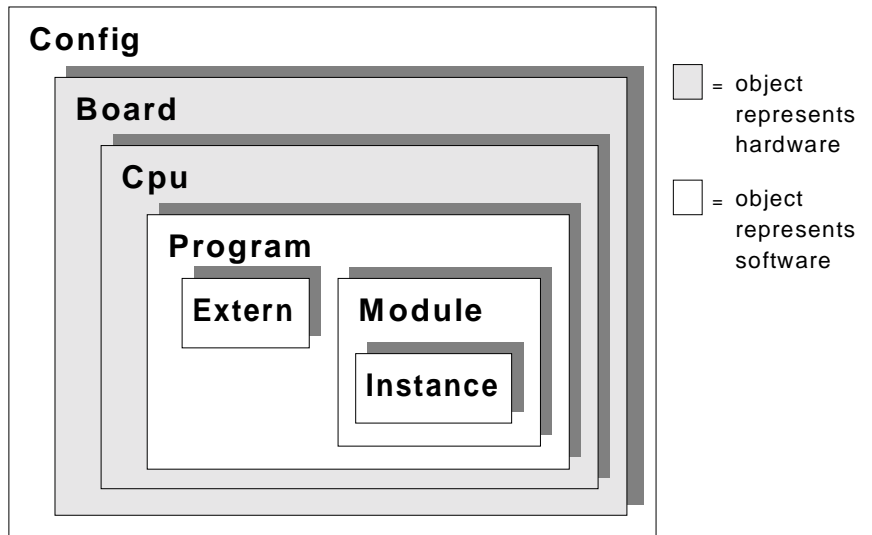 Config
Board
Cpu
Program
Extern
Module
Instance
= object
represents
hardware
= object
represents
software